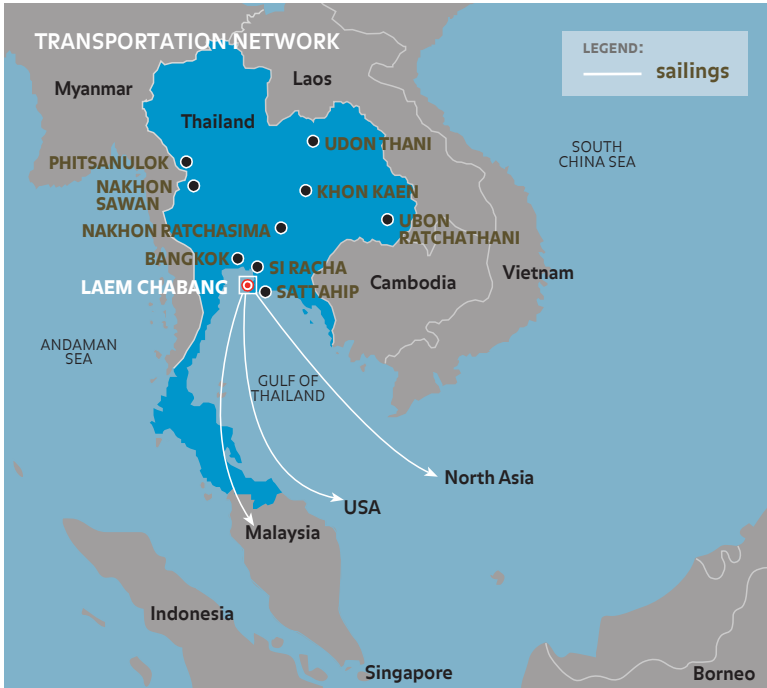 TRANSPORTATION NETWORK
LEGEND:
sailings
Myanmar
Laos
Thailand
UDON THANI
SOUTH
CHINA SEA
PHITSANULOK
NAKHON
SAWAN
KHON KAEN
NAKHON RATCHASIMA
UBON
RATCHATHANI
BANGKOK
SI RACHA
Cambodia
Vietnam
LAEM CHABANG
SATTAHIP
ANDAMAN
SEA
GULF OF
THAILAND
North Asia
USA
Malaysia
Indonesia
Singapore
Borneo